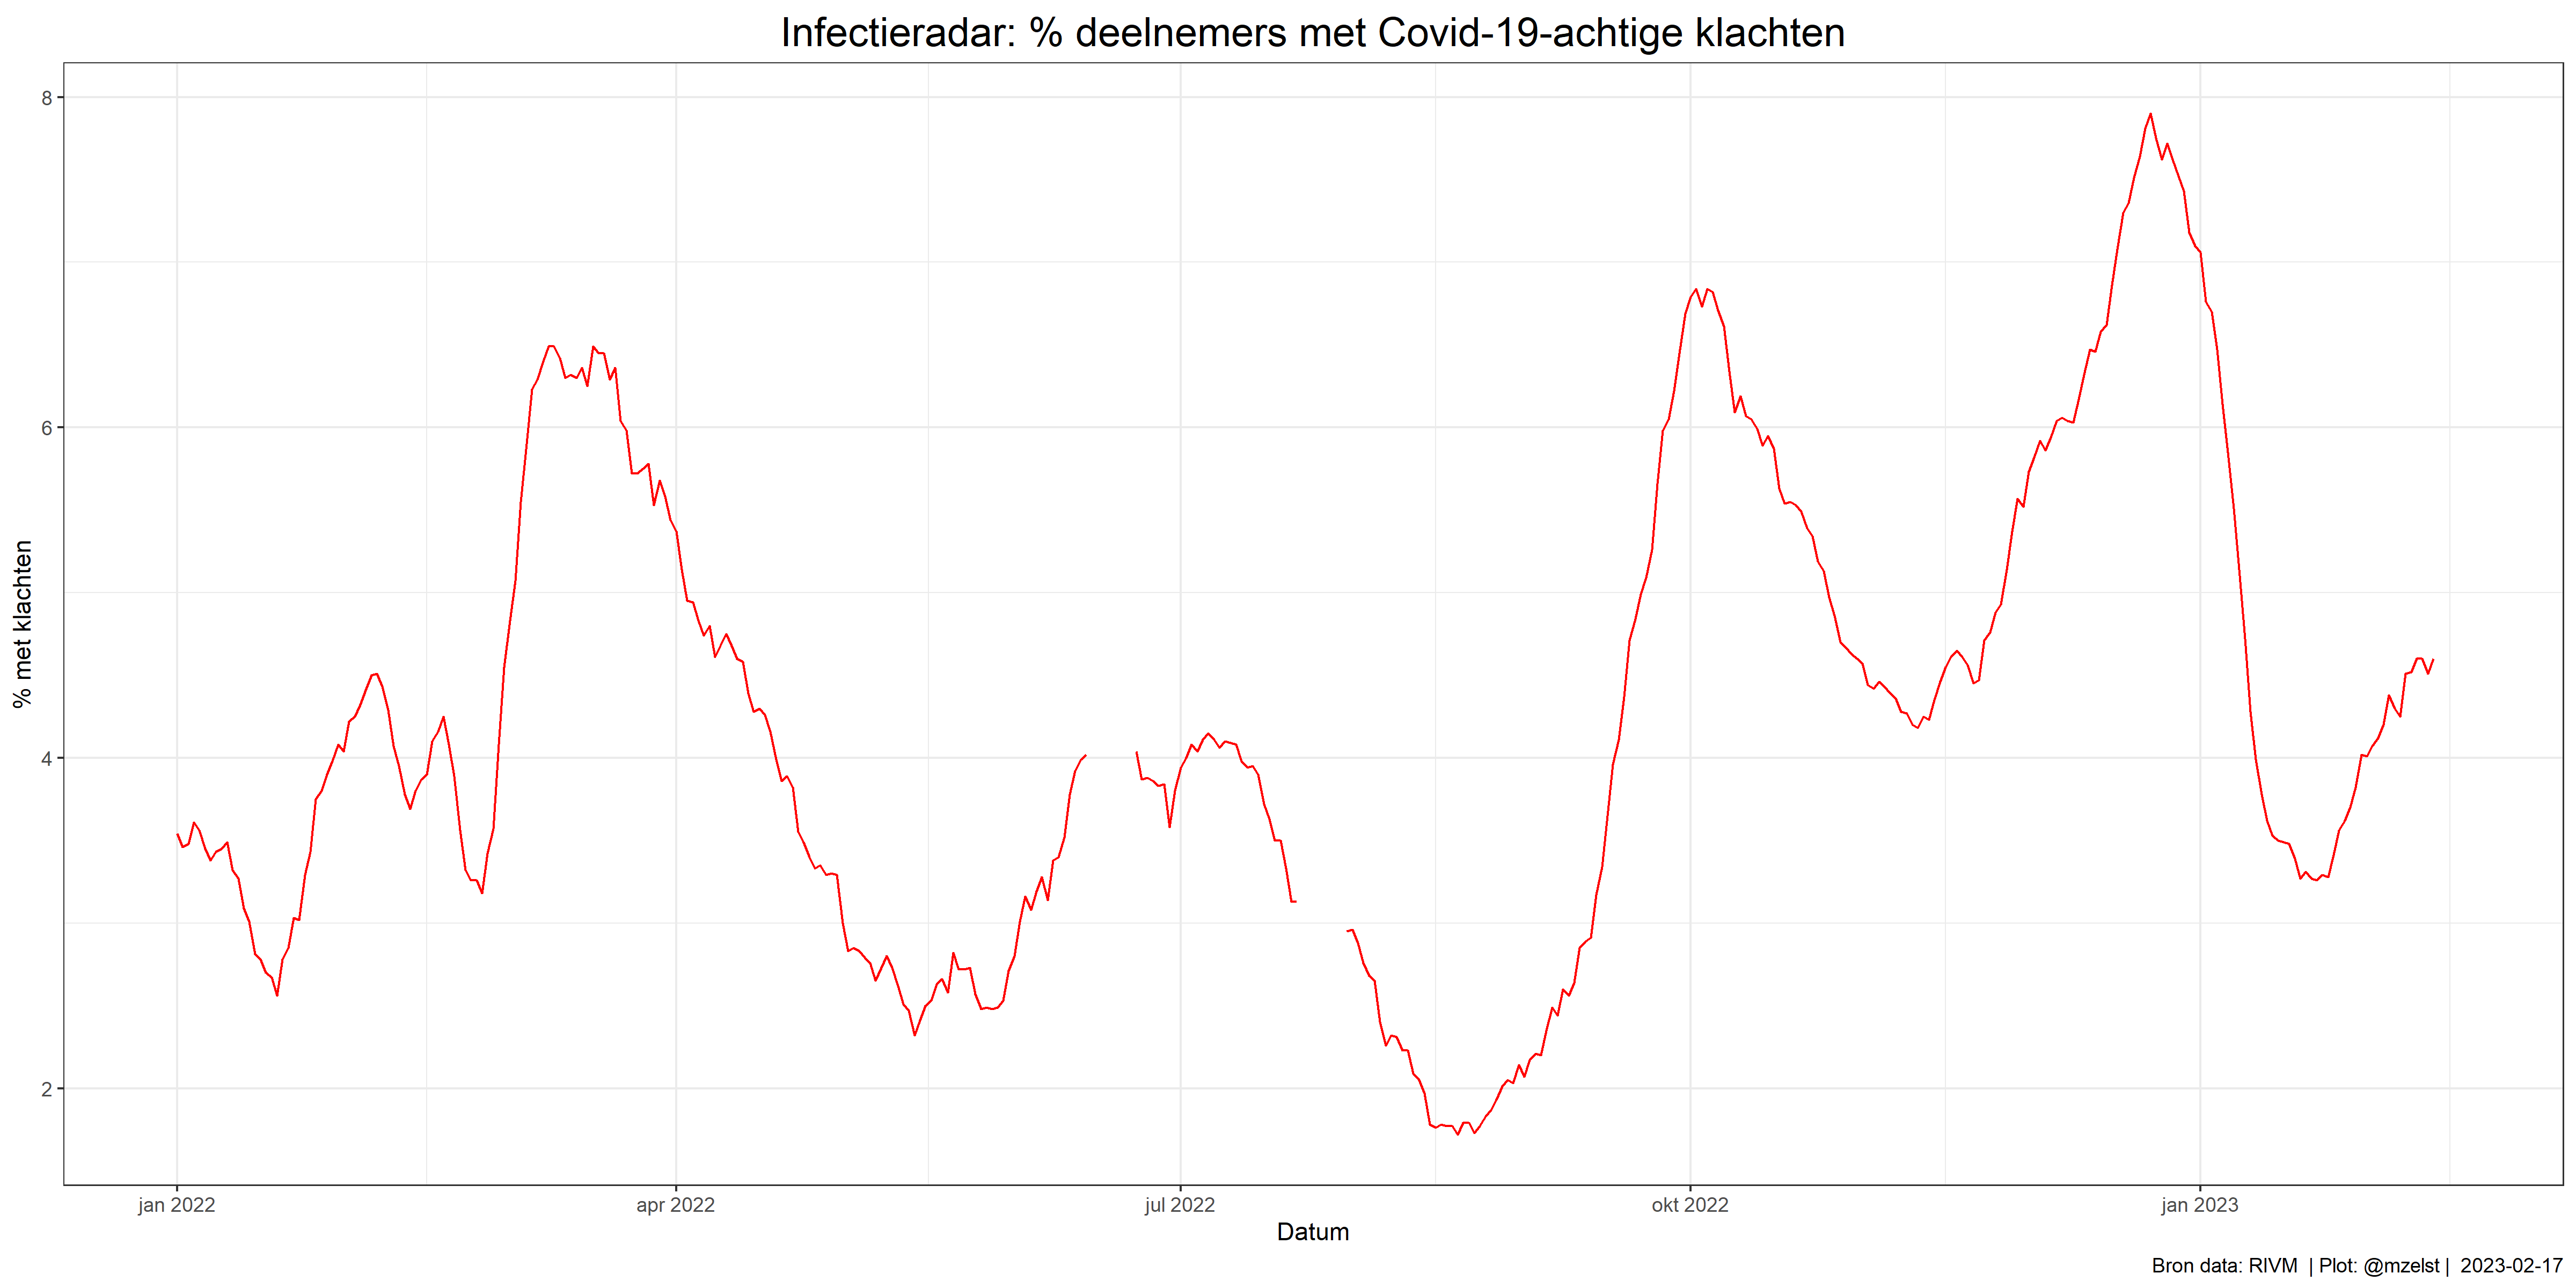 Infectieradar: % deelnemers met Covid-19-achtige klachten
% met klachten
8
6
4
2
jan 2022
apr 2022
jul 2022
okt 2022
jan 2023
Datum
Bron data: RIVM | Plot: @mzelst | 2023-02-17